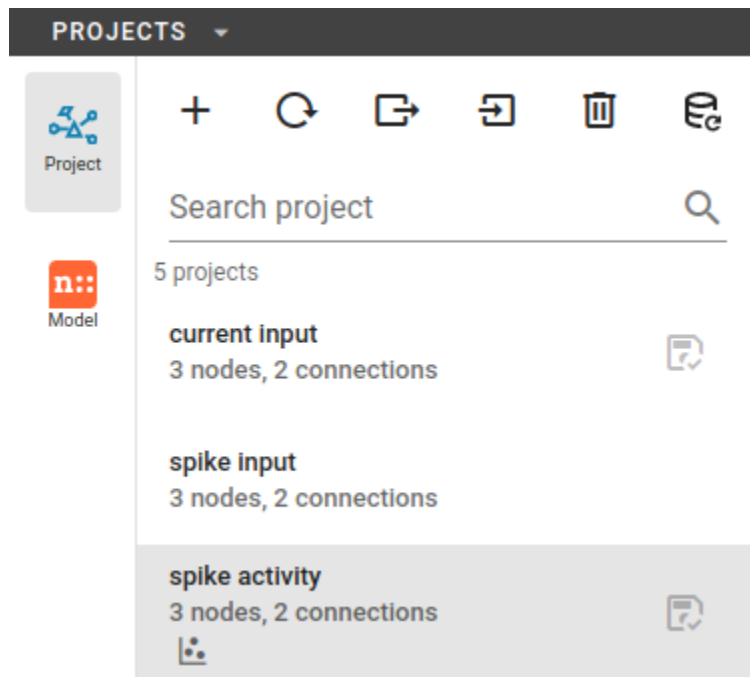 PROJECTS
Project
Search project
5 projects
n::
Model
current input
3 nodes, 2 connections
spike input
3 nodes, 2 connections
spike activity
3 nodes, 2 connections